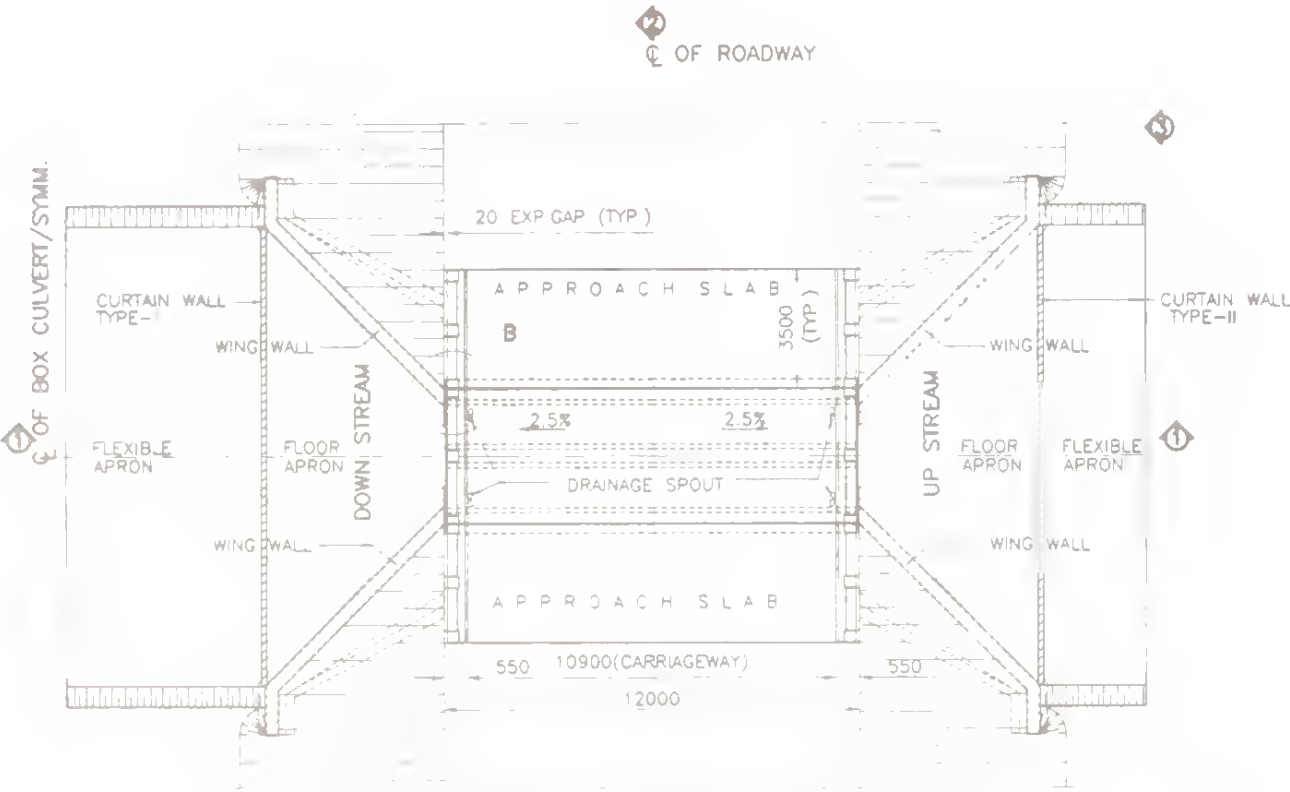 ℄ OF ROADWAY
℄ OF BOX CULVERT/SYMM.
20 EXP GAP (TYP)
APPROACH SLAB
B
3500
(TYP)
CURTAIN WALL
TYPE-I
CURTAIN WALL
TYPE-II
WING WALL
WING WALL
DOWN STREAM
UP STREAM
2.5%
2.5%
FLEXIBLE
APRON
FLOOR
APRON
FLOOR
APRON
FLEXIBLE
APRON
1
1
DRAINAGE SPOUT
WING WALL
WING WALL
APPROACH SLAB
550
10900(CARRIAGEWAY)
550
12000